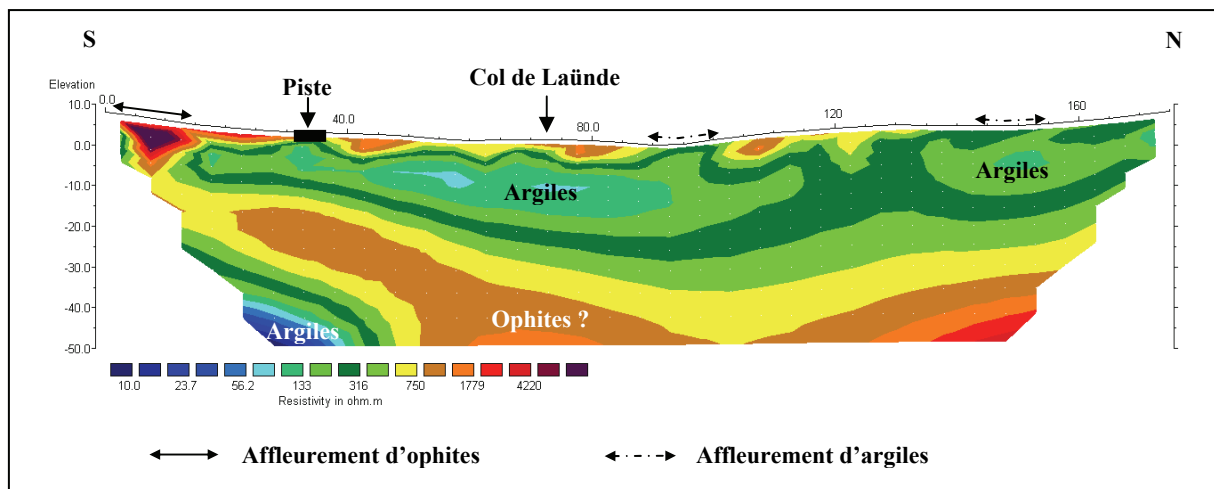 S
N
Piste
Col de Laünde
Elevation
0.0
40.0
80.0
120
160
10.0
0.0
-10.0
-20.0
-30.0
-40.0
-50.0
Argiles
Argiles
Ophites ?
Argiles
10.0 23.7 56.2 133 316 750 1779 4220
Resistivity in ohm.m
Affleurement d’ophites
Affleurement d’argiles